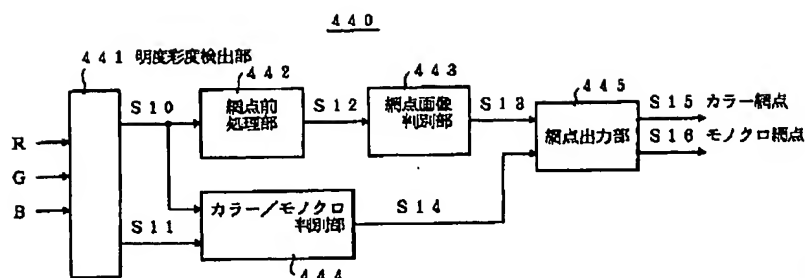 440
441 明度彩度検出部
442
443
445
S10
網点前
処理部
S12
網点画像
判別部
S13
網点出力部
S15 カラー網点
S16 モノクロ網点
R
G
B
S11
カラー/モノクロ
判別部
S14
444